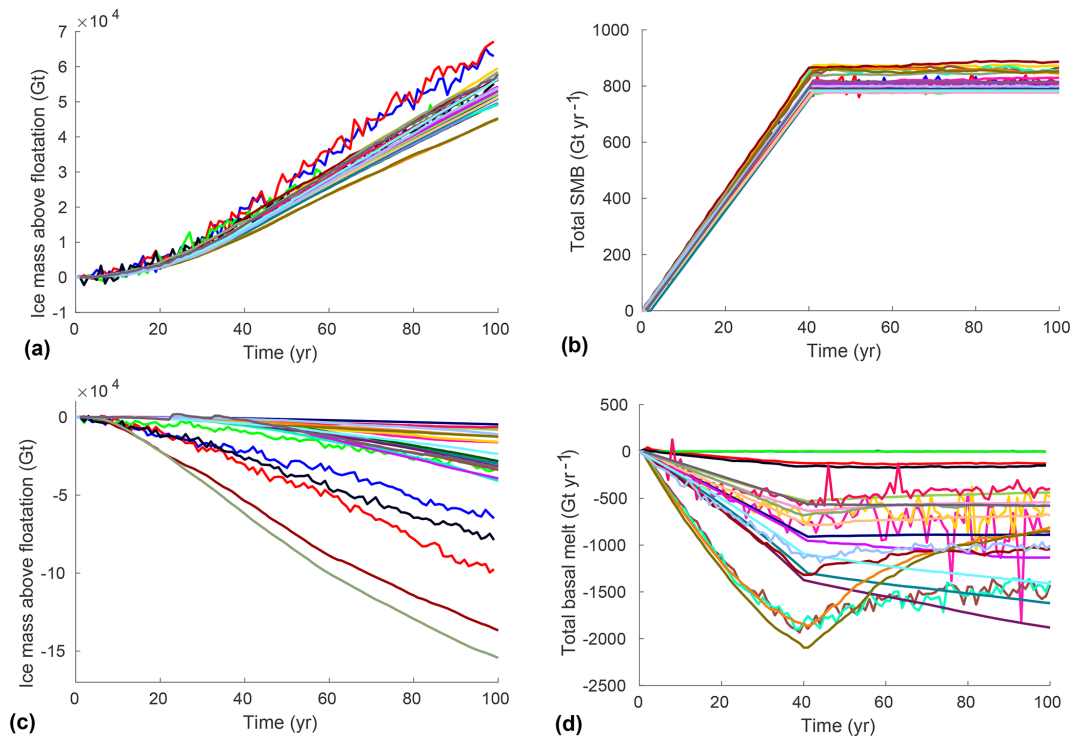 ×10⁴
7
6
5
4
3
2
1
0
-1
Ice mass above floatation (Gt)
0 20 40 60 80 100
Time (yr)
(a)
1000
800
600
400
200
0
Total SMB (Gt yr⁻¹)
0 20 40 60 80 100
Time (yr)
(b)
×10⁴
0
-5
-10
-15
Ice mass above floatation (Gt)
0 20 40 60 80 100
Time (yr)
(c)
500
0
-500
-1000
-1500
-2000
-2500
Total basal melt (Gt yr⁻¹)
0 20 40 60 80 100
Time (yr)
(d)